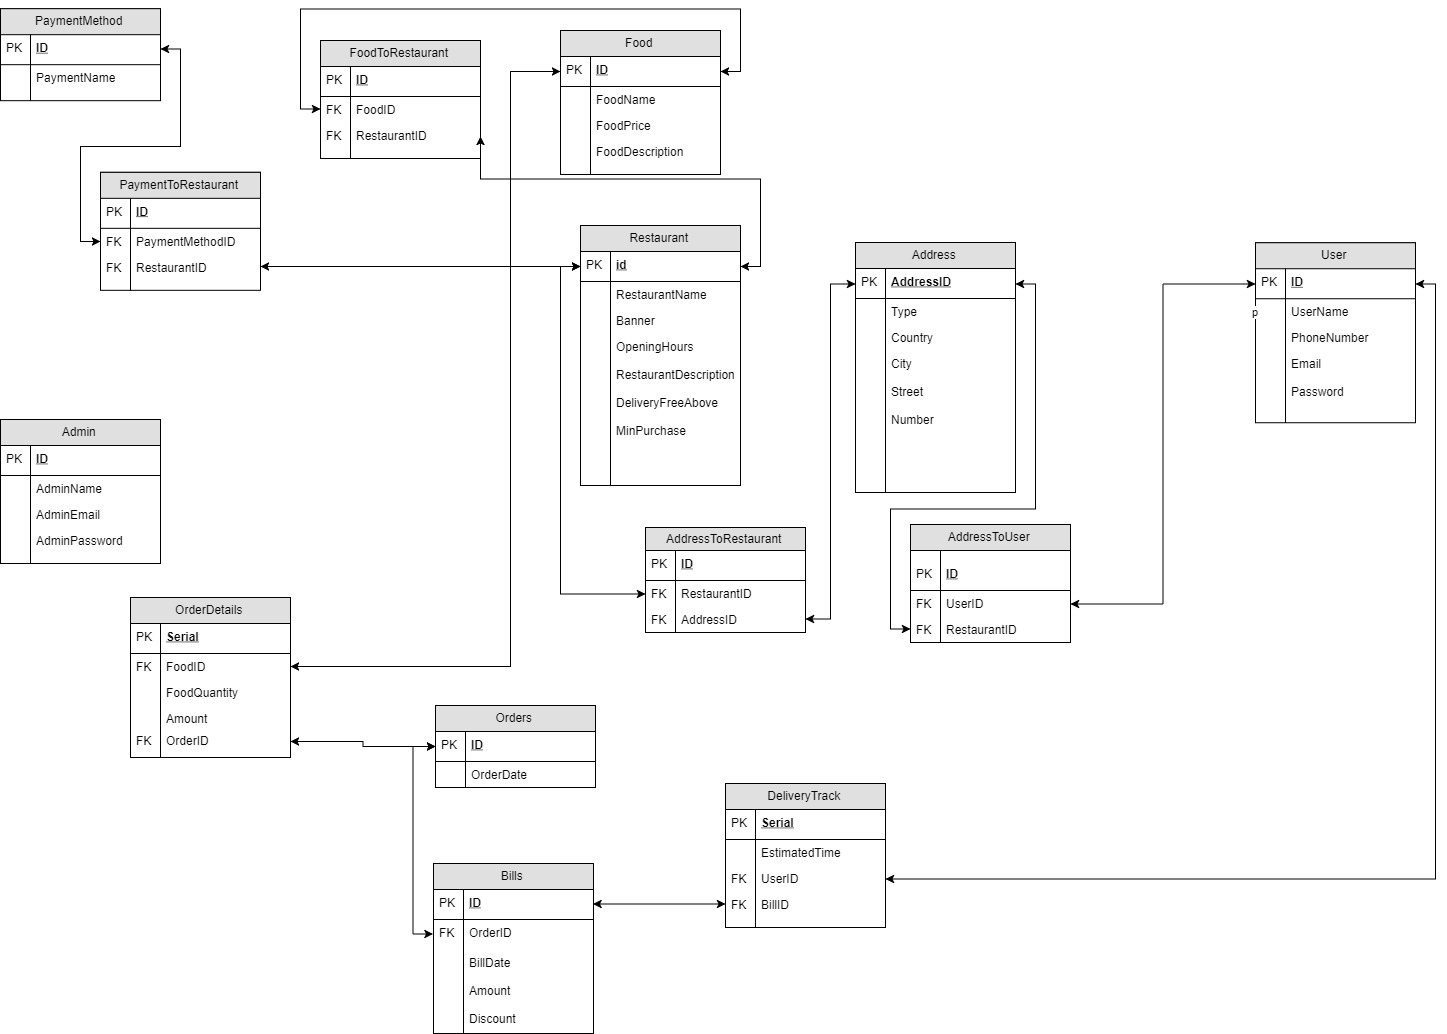 PaymentMethod
PK ID
PaymentName
FoodToRestaurant
PK ID
FK FoodID
FK RestaurantID
Food
PK ID
FoodName
FoodPrice
FoodDescription
PaymentToRestaurant
PK ID
FK PaymentMethodID
FK RestaurantID
Restaurant
PK id
RestaurantName
Banner
OpeningHours
RestaurantDescription
DeliveryFreeAbove
MinPurchase
Address
PK AddressID
Type
Country
City
Street
Number
User
PK ID
p UserName
PhoneNumber
Email
Password
Admin
PK ID
AdminName
AdminEmail
AdminPassword
AddressToRestaurant
PK ID
FK RestaurantID
FK AddressID
AddressToUser
PK ID
FK UserID
FK RestaurantID
OrderDetails
PK Serial
FK FoodID
FoodQuantity
Amount
FK OrderID
Orders
PK ID
OrderDate
DeliveryTrack
PK Serial
EstimatedTime
FK UserID
FK BillID
Bills
PK ID
FK OrderID
BillDate
Amount
Discount